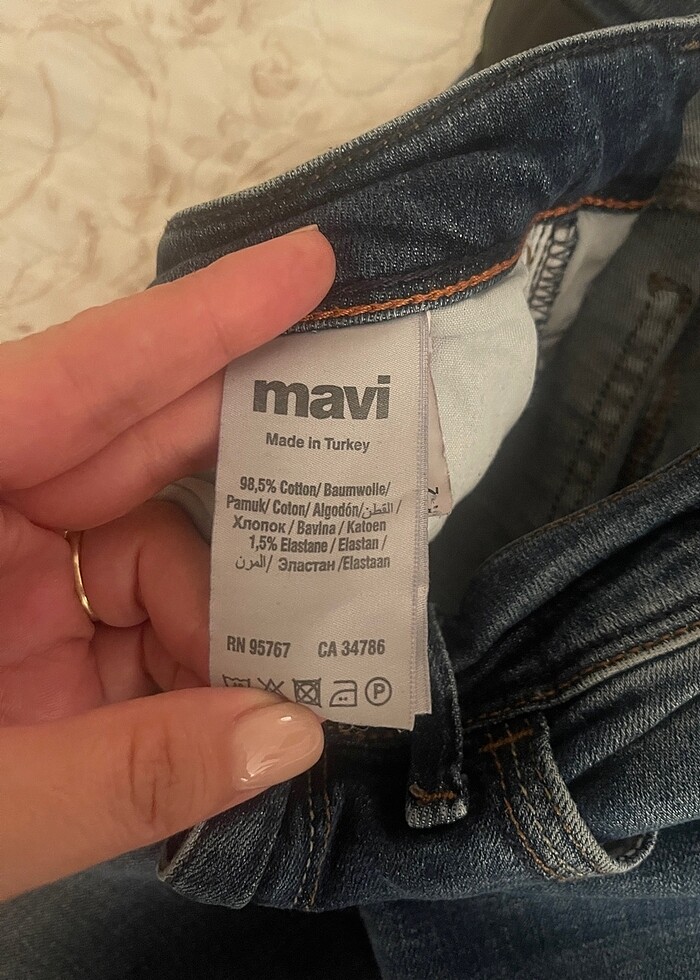 mavi
Made in Turkey
98,5% Cotton/ Baumwolle/
Pamuk/ Coton/ Algodón/القطن/
Хлопок / Bavlna / Katoen
1,5% Elastane / Elastan /
المرن/ Эластан /Elastaan
RN 95767 CA 34786
P